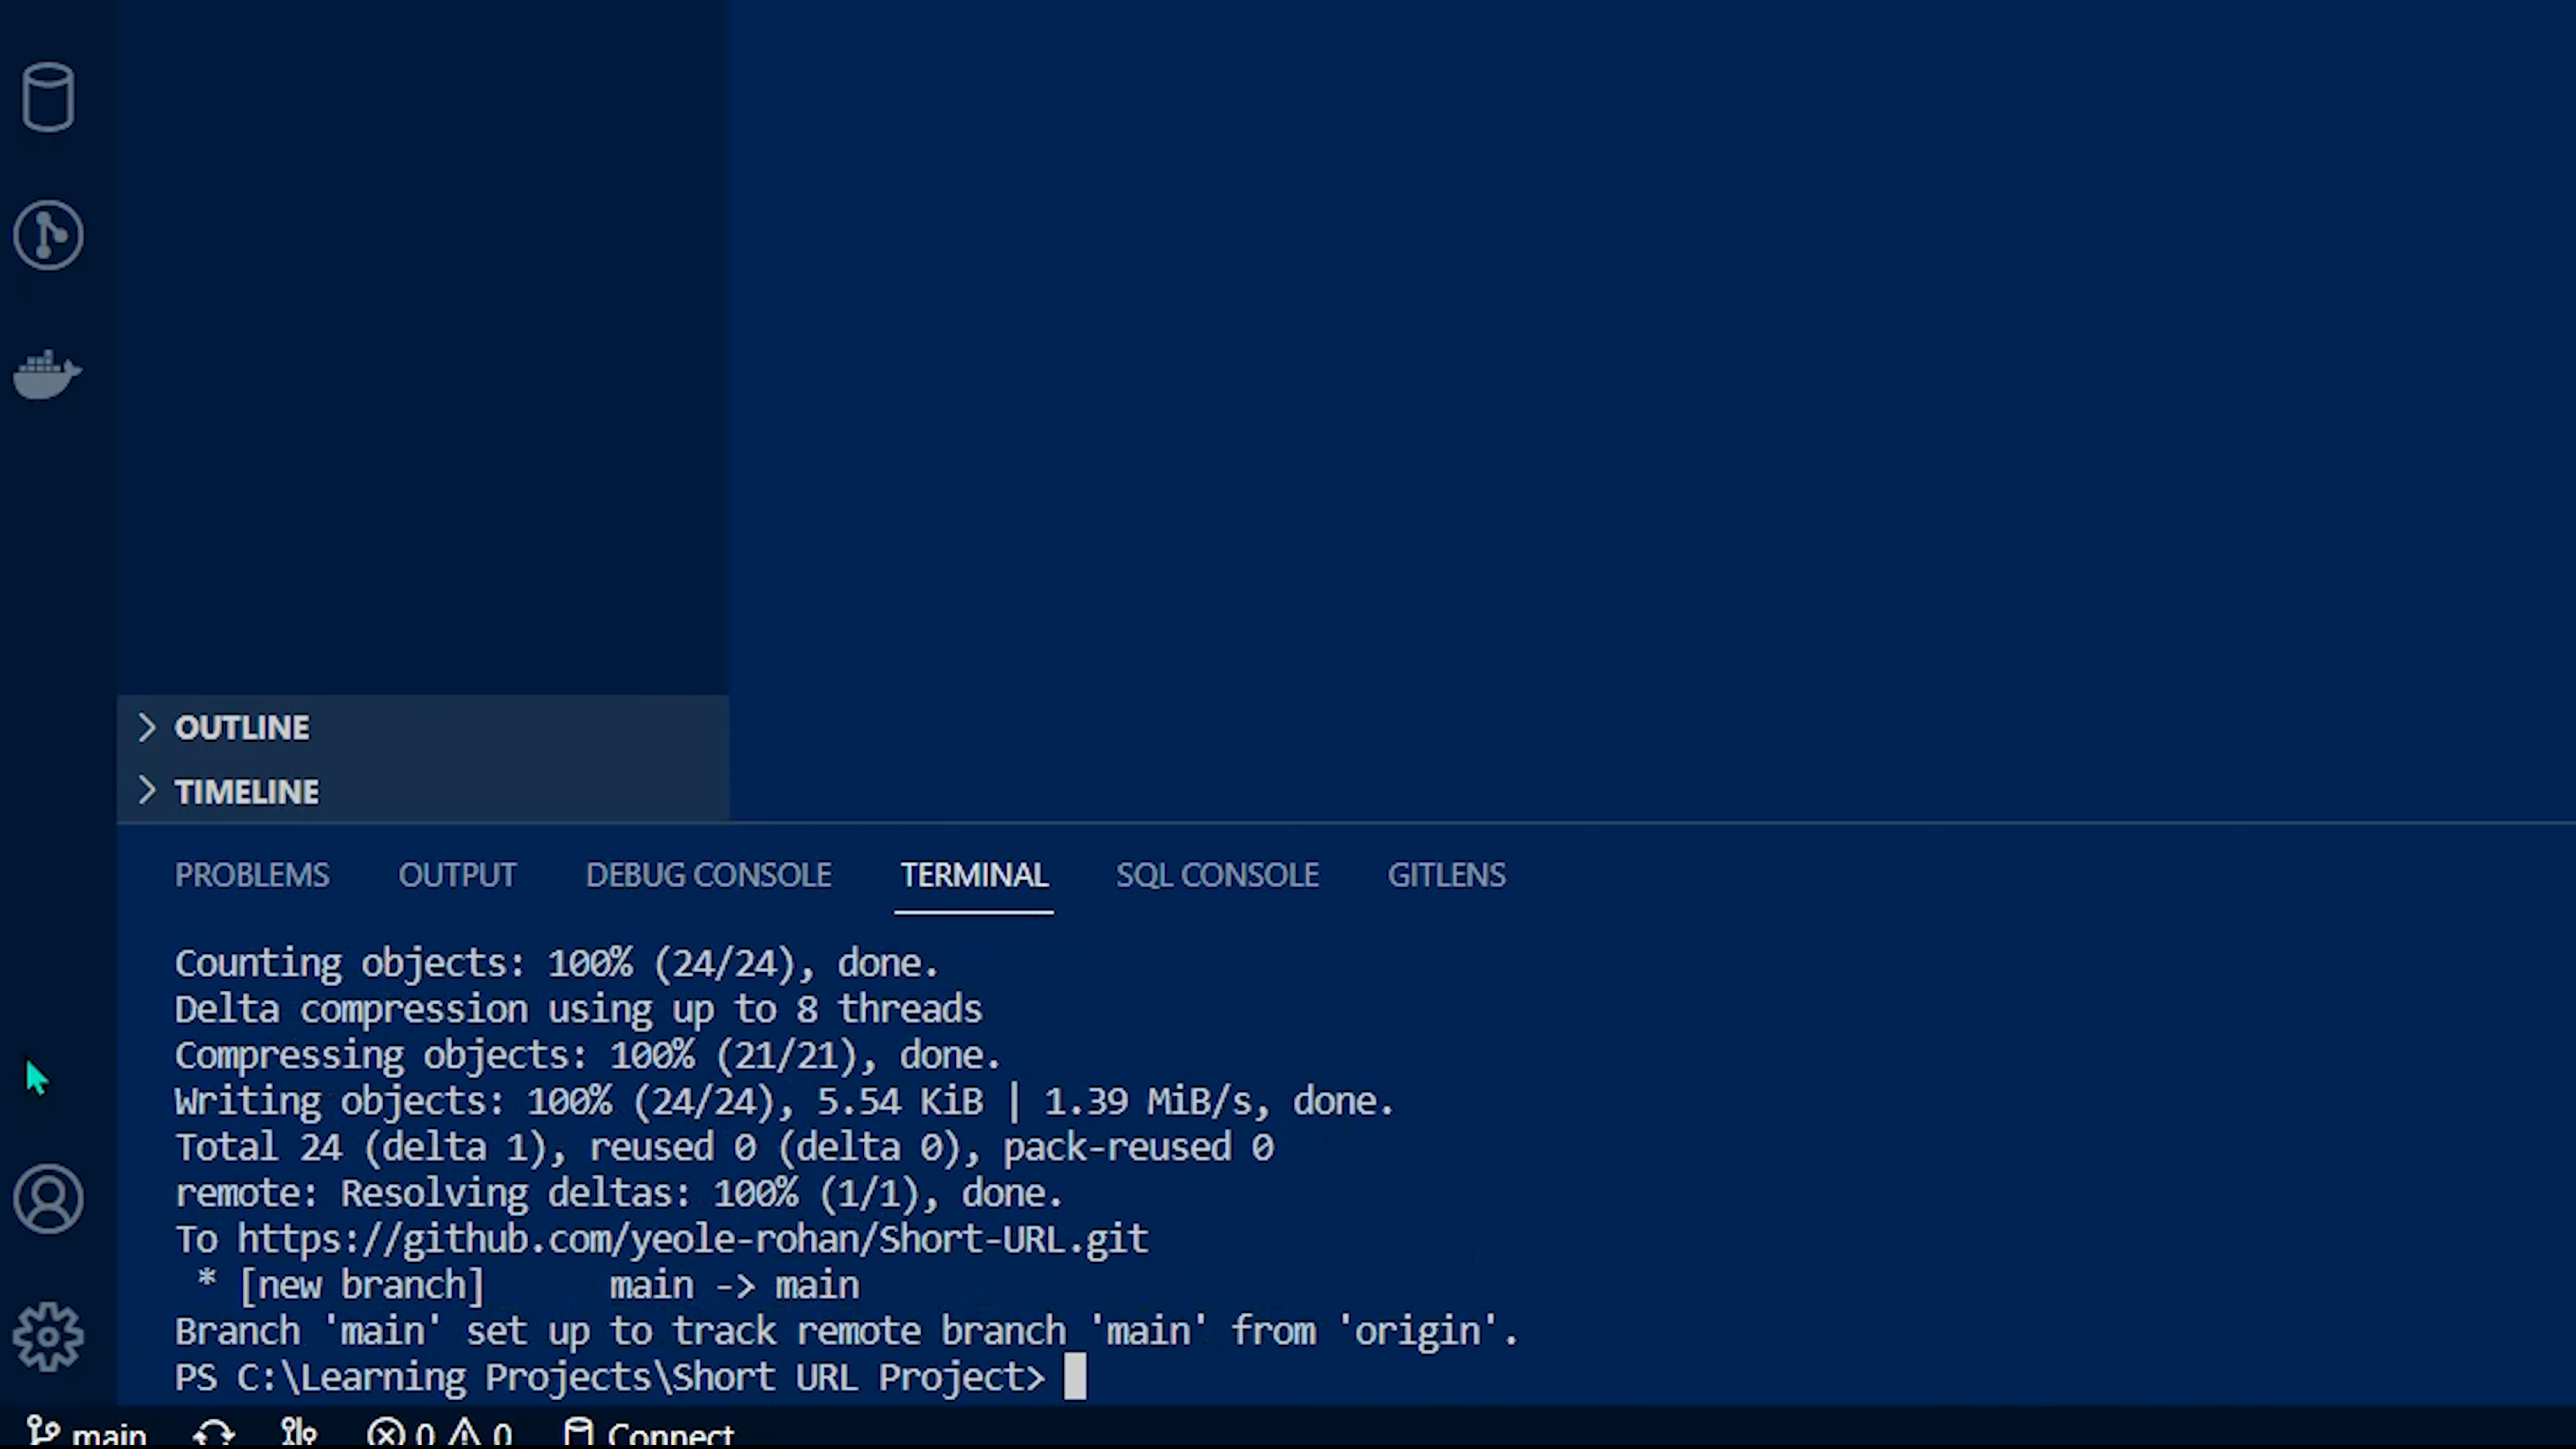 OUTLINE
TIMELINE
PROBLEMS OUTPUT DEBUG CONSOLE TERMINAL SQL CONSOLE GITLENS
Counting objects: 100% (24/24), done.
Delta compression using up to 8 threads
Compressing objects: 100% (21/21), done.
Writing objects: 100% (24/24), 5.54 KiB | 1.39 MiB/s, done.
Total 24 (delta 1), reused 0 (delta 0), pack-reused 0
remote: Resolving deltas: 100% (1/1), done.
To https://github.com/yeole-rohan/Short-URL.git
 * [new branch]      main -> main
Branch 'main' set up to track remote branch 'main' from 'origin'.
PS C:\Learning Projects\Short URL Project>
main 0 0 Connect